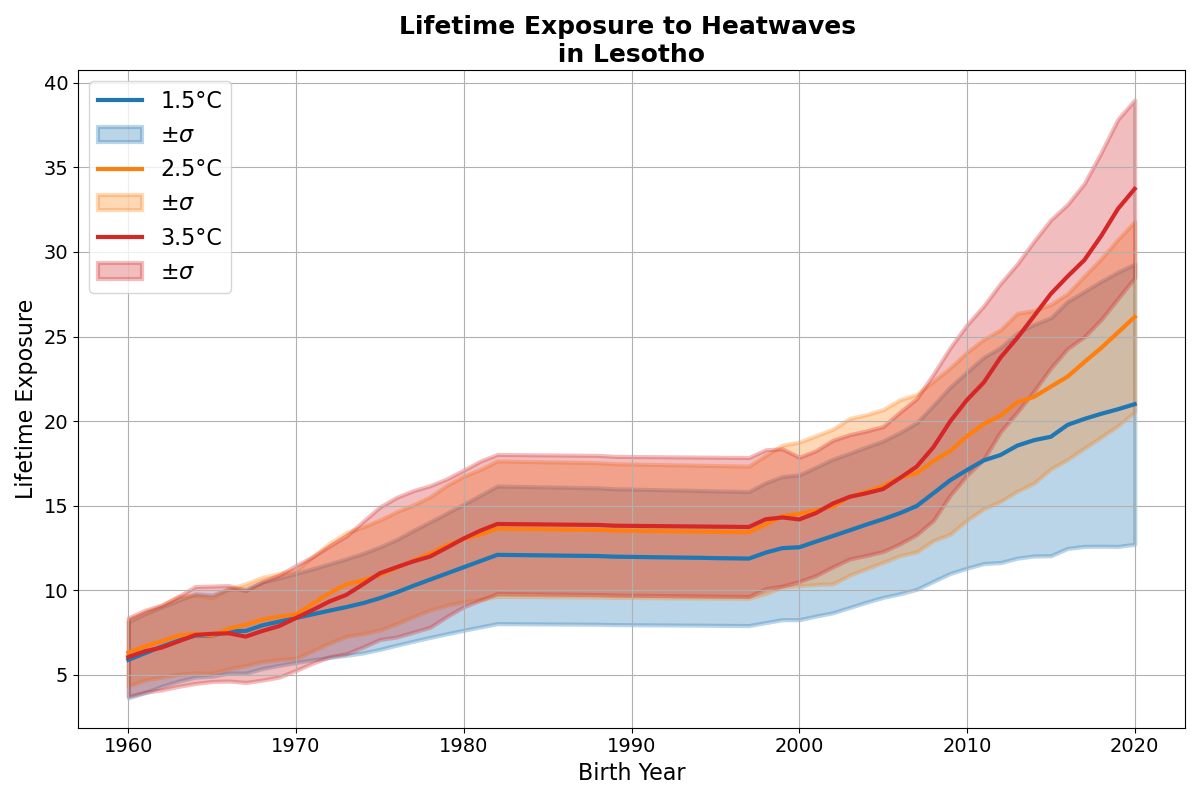 Lifetime Exposure to Heatwaves
in Lesotho
40
35
30
25
20
15
10
5
Lifetime Exposure
1.5°C
±σ
2.5°C
±σ
3.5°C
±σ
1960 1970 1980 1990 2000 2010 2020
Birth Year